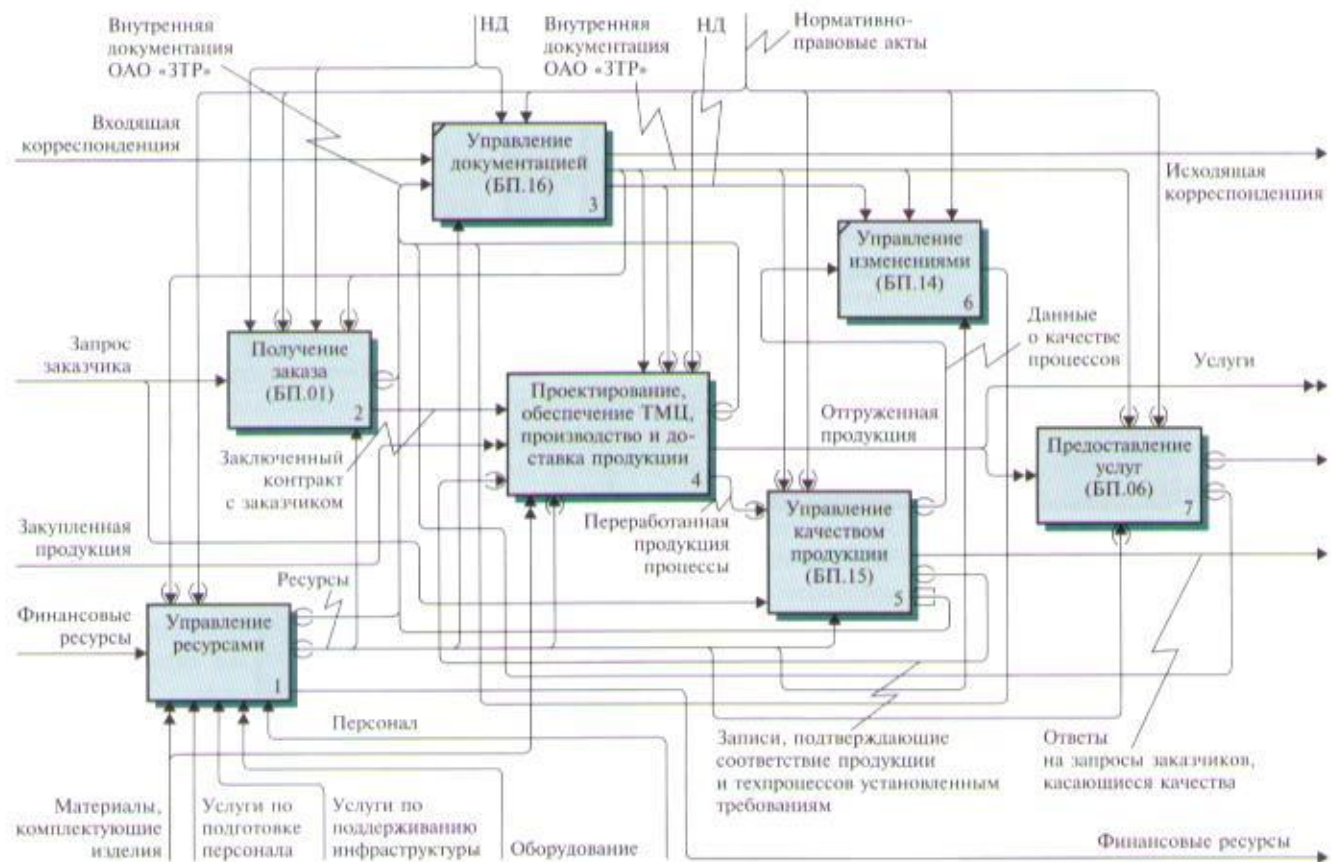 Внутренняя
документация
ОАО «ЗТР»
НД
Внутренняя
документация
ОАО «ЗТР»
НД
Нормативно-
правовые акты
Входящая
корреспонденция
Управление
документацией
(БП.16)
3
Исходящая
корреспонденция
Управление
изменениями
(БП.14)
6
Запрос
заказчика
Получение
заказа
(БП.01)
2
Данные
о качестве
процессов
Услуги
Проектирование,
обеспечение ТМЦ,
производство и до-
ставка продукции
4
Отгруженная
продукция
Предоставление
услуг
(БП.06)
7
Заключенный
контракт
с заказчиком
Закупленная
продукция
Переработанная
продукция
процессы
Управление
качеством
продукции
(БП.15)
5
Ресурсы
Финансовые
ресурсы
Управление
ресурсами
1
Персонал
Записи, подтверждающие
соответствие продукции
и техпроцессов установленным
требованиям
Ответы
на запросы заказчиков,
касающиеся качества
Материалы,
комплектующие
изделия
Услуги по
подготовке
персонала
Услуги по
поддерживанию
инфраструктуры
Оборудование
Финансовые ресурсы